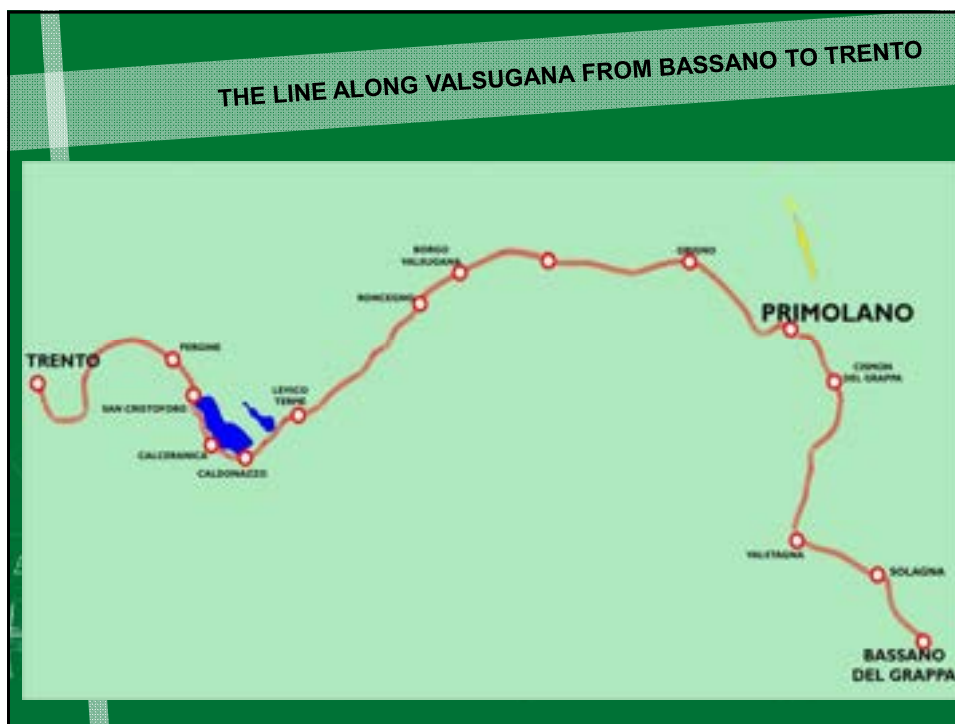 THE LINE ALONG VALSUGANA FROM BASSANO TO TRENTO
BORGO
VALSUGANA
GRIGNO
RONCEGNO
PRIMOLANO
PERGINE
TRENTO
CISMON
DEL GRAPPA
LEVICO
TERME
SAN CRISTOFORO
CALCERANICA
CALDONAZZO
VALSTAGNA
SOLAGNA
BASSANO
DEL GRAPPA